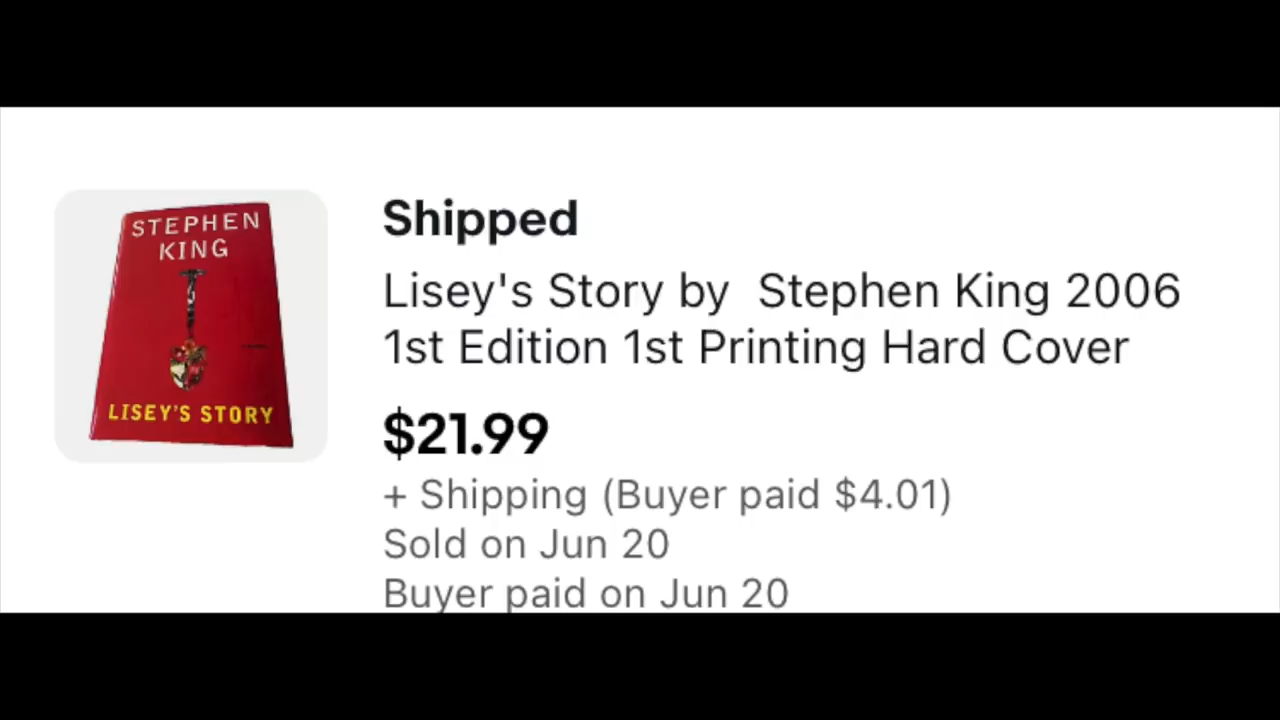 STEPHEN
KING
LISEY'S STORY
Shipped
Lisey's Story by  Stephen King 2006
1st Edition 1st Printing Hard Cover
$21.99
+ Shipping (Buyer paid $4.01)
Sold on Jun 20
Buyer paid on Jun 20